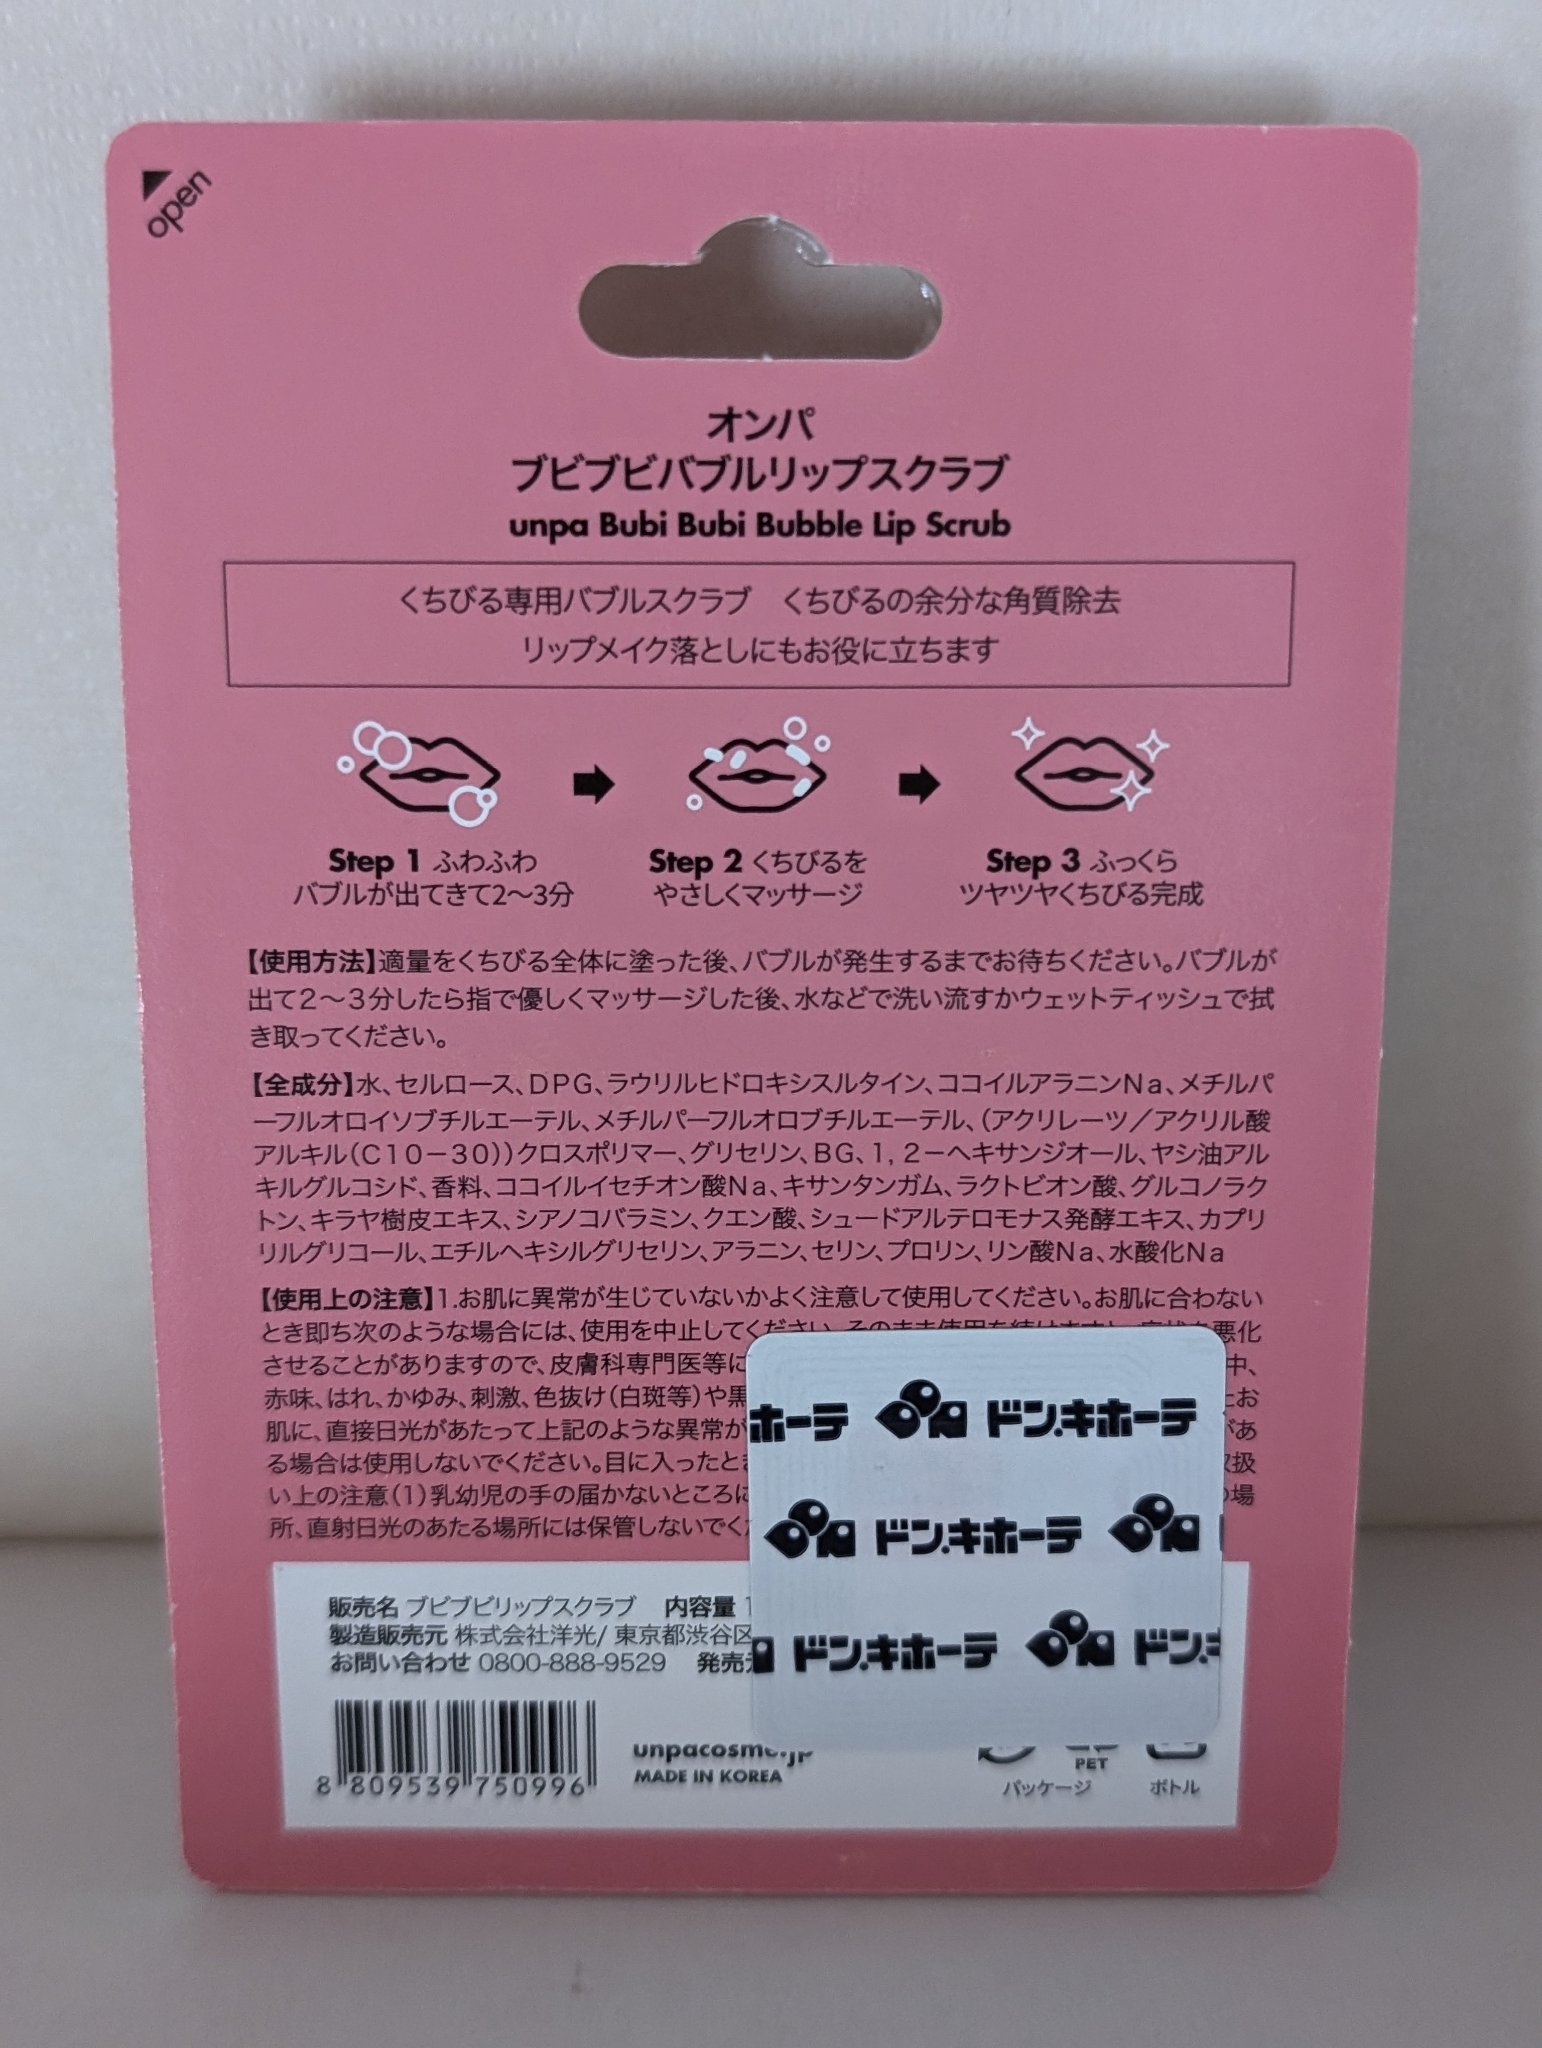 open
オンパ
ブビブビバブルリップスクラブ
unpa Bubi Bubi Bubble Lip Scrub
くちびる専用バブルスクラブ　くちびるの余分な角質除去
リップメイク落としにもお役に立ちます
Step 1 ふわふわ
バブルが出てきて2〜3分
Step 2 くちびるを
やさしくマッサージ
Step 3 ふっくら
ツヤツヤくちびる完成
【使用方法】適量をくちびる全体に塗った後、バブルが発生するまでお待ちください。バブルが
出て2〜3分したら指で優しくマッサージした後、水などで洗い流すかウェットティッシュで拭
き取ってください。
【全成分】水、セルロース、DPG、ラウリルヒドロキシスルタイン、ココイルアラニンNa、メチルパ
ーフルオロイソブチルエーテル、メチルパーフルオロブチルエーテル、(アクリレーツ／アクリル酸
アルキル(C10－30))クロスポリマー、グリセリン、BG、1,2－ヘキサンジオール、ヤシ油アル
キルグルコシド、香料、ココイルイセチオン酸Na、キサンタンガム、ラクトビオン酸、グルコノラク
トン、キラヤ樹皮エキス、シアノコバラミン、クエン酸、シュードアルテロモナス発酵エキス、カプリ
リルグリコール、エチルヘキシルグリセリン、アラニン、セリン、プロリン、リン酸Na、水酸化Na
【使用上の注意】1.お肌に異常が生じていないかよく注意して使用してください。お肌に合わない
とき即ち次のような場合には、使用を中止してください。そのまま使用を続けますと、症状を悪化
させることがありますので、皮膚科専門医等に 中、
赤味、はれ、かゆみ、刺激、色抜け(白斑等)や黒 たお
肌に、直接日光があたって上記のような異常が があ
る場合は使用しないでください。目に入ったとき 取扱
い上の注意(1)乳幼児の手の届かないところに の場
所、直射日光のあたる場所には保管しないでくだ
ホーテ ドン.キホーテ
ドン.キホーテ
ドン.キホーテ ドン.キ
販売名 ブビブビリップスクラブ　内容量 1
製造販売元 株式会社洋光/ 東京都渋谷区
お問い合わせ 0800-888-9529　発売元
8 809539 750996
unpacosme.jp
MADE IN KOREA
PET
パッケージ
ボトル